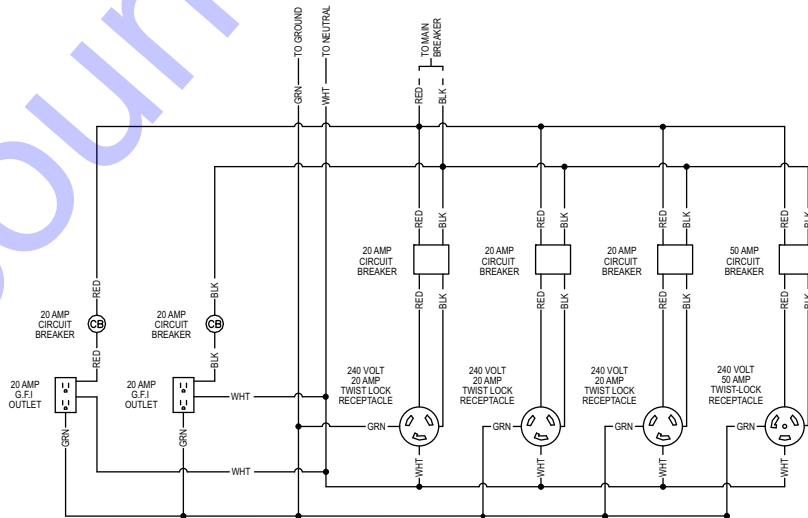 TO GROUND
TO NEUTRAL
TO MAIN
BREAKER
GRN
WHT
RED
BLK
RED
BLK
RED
BLK
RED
BLK
RED
BLK
20 AMP
CIRCUIT
BREAKER
20 AMP
CIRCUIT
BREAKER
20 AMP
CIRCUIT
BREAKER
50 AMP
CIRCUIT
BREAKER
RED
BLK
RED
BLK
RED
BLK
RED
BLK
RED
BLK
20 AMP
CIRCUIT
BREAKER
CB
20 AMP
CIRCUIT
BREAKER
CB
RED
BLK
20 AMP
G.F.I
OUTLET
20 AMP
G.F.I
OUTLET
240 VOLT
20 AMP
TWIST LOCK
RECEPTACLE
240 VOLT
20 AMP
TWIST LOCK
RECEPTACLE
240 VOLT
20 AMP
TWIST LOCK
RECEPTACLE
240 VOLT
50 AMP
TWIST-LOCK
RECEPTACLE
WHT
GRN
GRN
GRN
GRN
GRN
GRN
WHT
WHT
WHT
WHT
WHT